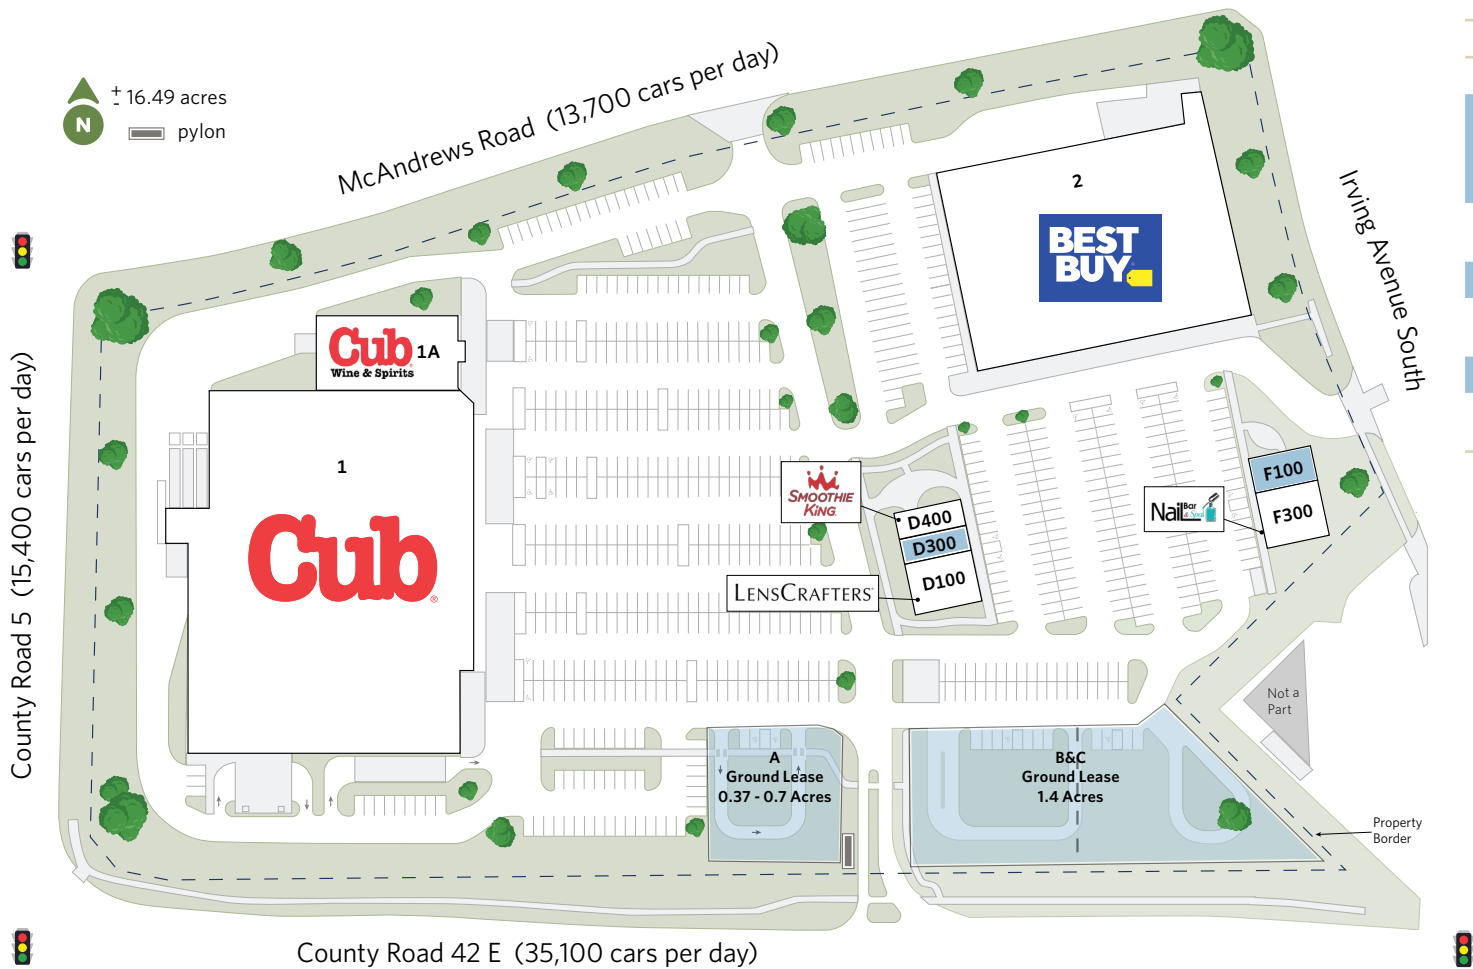 ± 16.49 acres
N
pylon
McAndrews Road (13,700 cars per day)
Irving Avenue South
County Road 5 (15,400 cars per day)
County Road 42 E (35,100 cars per day)
2
BEST
BUY
Cub
Wine & Spirits
1A
1
Cub
SMOOTHIE
KING
D400
D300
D100
LENSCRAFTERS
Nail Bar
& Spa
F100
F300
Not a
Part
A
Ground Lease
0.37 - 0.7 Acres
B&C
Ground Lease
1.4 Acres
Property
Border